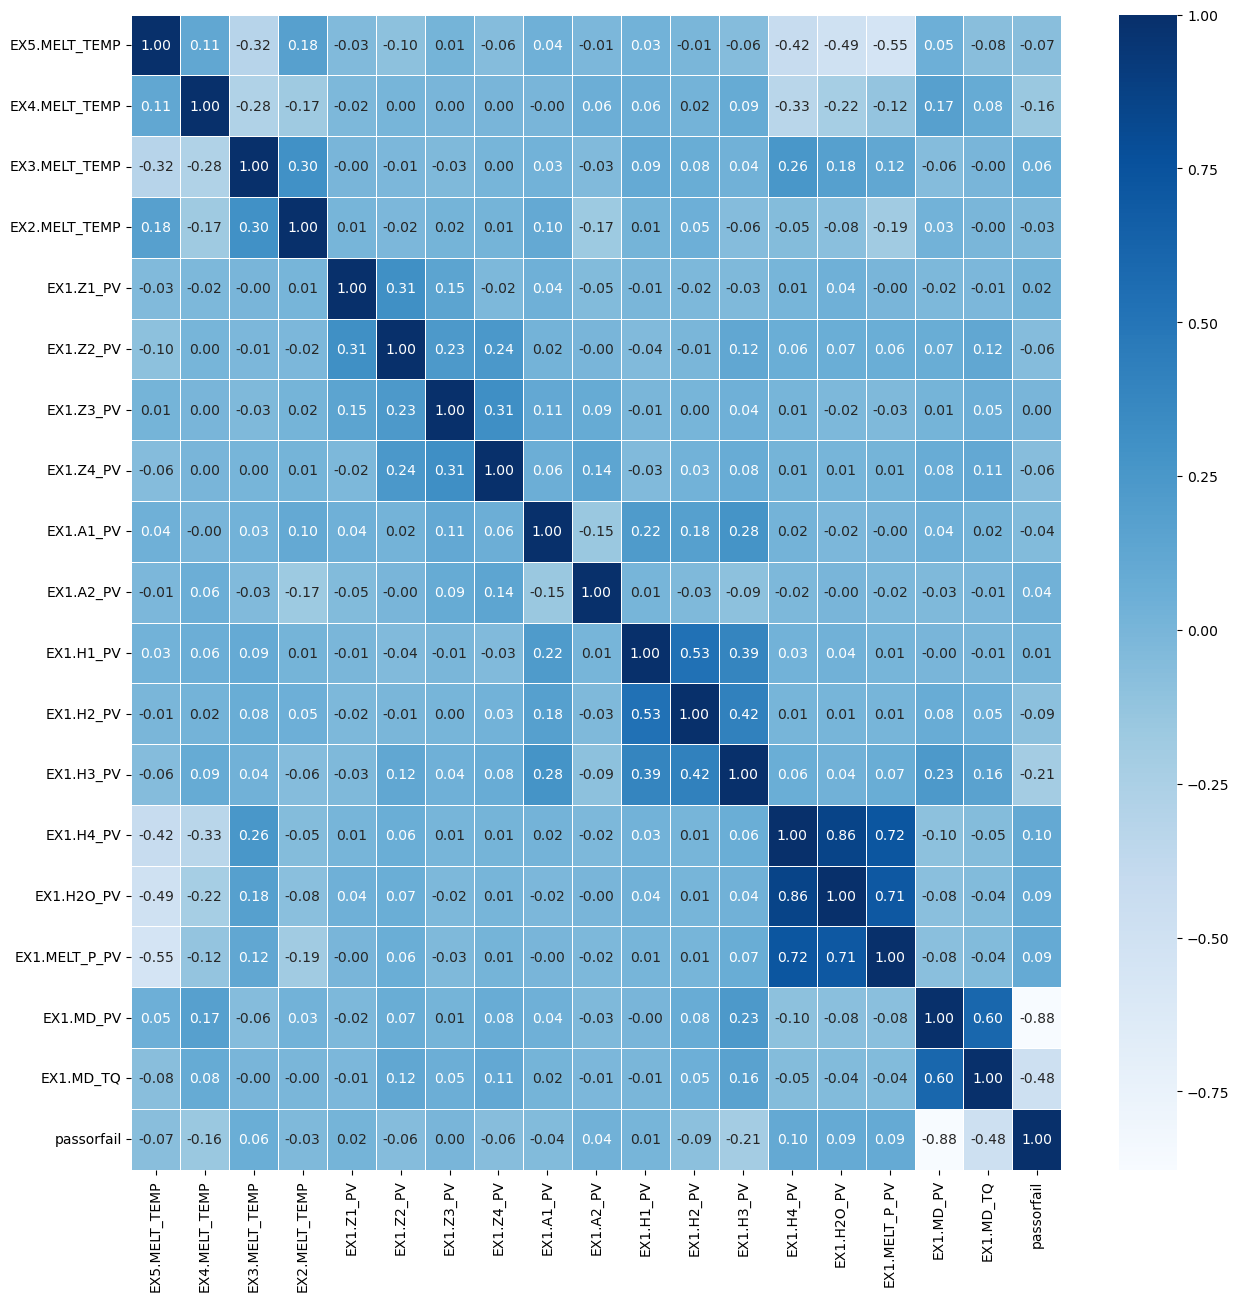 EX5.MELT_TEMP 1.00 0.11 -0.32 0.18 -0.03 -0.10 0.01 -0.06 0.04 -0.01 0.03 -0.01 -0.06 -0.42 -0.49 -0.55 0.05 -0.08 -0.07
EX4.MELT_TEMP 0.11 1.00 -0.28 -0.17 -0.02 0.00 0.00 0.00 -0.00 0.06 0.06 0.02 0.09 -0.33 -0.22 -0.12 0.17 0.08 -0.16
EX3.MELT_TEMP -0.32 -0.28 1.00 0.30 -0.00 -0.01 -0.03 0.00 0.03 -0.03 0.09 0.08 0.04 0.26 0.18 0.12 -0.06 -0.00 0.06
EX2.MELT_TEMP 0.18 -0.17 0.30 1.00 0.01 -0.02 0.02 0.01 0.10 -0.17 0.01 0.05 -0.06 -0.05 -0.08 -0.19 0.03 -0.00 -0.03
EX1.Z1_PV -0.03 -0.02 -0.00 0.01 1.00 0.31 0.15 -0.02 0.04 -0.05 -0.01 -0.02 -0.03 0.01 0.04 -0.00 -0.02 -0.01 0.02
EX1.Z2_PV -0.10 0.00 -0.01 -0.02 0.31 1.00 0.23 0.24 0.02 -0.00 -0.04 -0.01 0.12 0.06 0.07 0.06 0.07 0.12 -0.06
EX1.Z3_PV 0.01 0.00 -0.03 0.02 0.15 0.23 1.00 0.31 0.11 0.09 -0.01 0.00 0.04 0.01 -0.02 -0.03 0.01 0.05 0.00
EX1.Z4_PV -0.06 0.00 0.00 0.01 -0.02 0.24 0.31 1.00 0.06 0.14 -0.03 0.03 0.08 0.01 0.01 0.01 0.08 0.11 -0.06
EX1.A1_PV 0.04 -0.00 0.03 0.10 0.04 0.02 0.11 0.06 1.00 -0.15 0.22 0.18 0.28 0.02 -0.02 -0.00 0.04 0.02 -0.04
EX1.A2_PV -0.01 0.06 -0.03 -0.17 -0.05 -0.00 0.09 0.14 -0.15 1.00 0.01 -0.03 -0.09 -0.02 -0.00 -0.02 -0.03 -0.01 0.04
EX1.H1_PV 0.03 0.06 0.09 0.01 -0.01 -0.04 -0.01 -0.03 0.22 0.01 1.00 0.53 0.39 0.03 0.04 0.01 -0.00 -0.01 0.01
EX1.H2_PV -0.01 0.02 0.08 0.05 -0.02 -0.01 0.00 0.03 0.18 -0.03 0.53 1.00 0.42 0.01 0.01 0.01 0.08 0.05 -0.09
EX1.H3_PV -0.06 0.09 0.04 -0.06 -0.03 0.12 0.04 0.08 0.28 -0.09 0.39 0.42 1.00 0.06 0.04 0.07 0.23 0.16 -0.21
EX1.H4_PV -0.42 -0.33 0.26 -0.05 0.01 0.06 0.01 0.01 0.02 -0.02 0.03 0.01 0.06 1.00 0.86 0.72 -0.10 -0.05 0.10
EX1.H2O_PV -0.49 -0.22 0.18 -0.08 0.04 0.07 -0.02 0.01 -0.02 -0.00 0.04 0.01 0.04 0.86 1.00 0.71 -0.08 -0.04 0.09
EX1.MELT_P_PV -0.55 -0.12 0.12 -0.19 -0.00 0.06 -0.03 0.01 -0.00 -0.02 0.01 0.01 0.07 0.72 0.71 1.00 -0.08 -0.04 0.09
EX1.MD_PV 0.05 0.17 -0.06 0.03 -0.02 0.07 0.01 0.08 0.04 -0.03 -0.00 0.08 0.23 -0.10 -0.08 -0.08 1.00 0.60 -0.88
EX1.MD_TQ -0.08 0.08 -0.00 -0.00 -0.01 0.12 0.05 0.11 0.02 -0.01 -0.01 0.05 0.16 -0.05 -0.04 -0.04 0.60 1.00 -0.48
passorfail -0.07 -0.16 0.06 -0.03 0.02 -0.06 0.00 -0.06 -0.04 0.04 0.01 -0.09 -0.21 0.10 0.09 0.09 -0.88 -0.48 1.00
EX5.MELT_TEMP
EX4.MELT_TEMP
EX3.MELT_TEMP
EX2.MELT_TEMP
EX1.Z1_PV
EX1.Z2_PV
EX1.Z3_PV
EX1.Z4_PV
EX1.A1_PV
EX1.A2_PV
EX1.H1_PV
EX1.H2_PV
EX1.H3_PV
EX1.H4_PV
EX1.H2O_PV
EX1.MELT_P_PV
EX1.MD_PV
EX1.MD_TQ
passorfail
1.00
0.75
0.50
0.25
0.00
−0.25
−0.50
−0.75